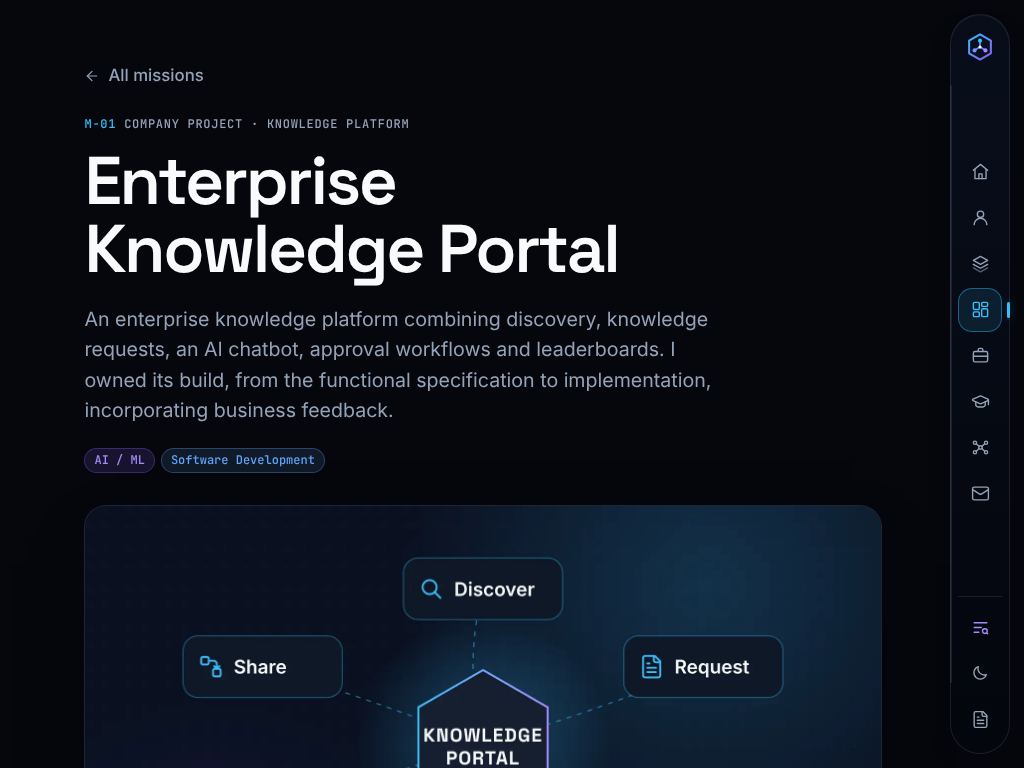 All missions
M-01 COMPANY PROJECT · KNOWLEDGE PLATFORM
Enterprise
Knowledge Portal
An enterprise knowledge platform combining discovery, knowledge
requests, an AI chatbot, approval workflows and leaderboards. I
owned its build, from the functional specification to implementation,
incorporating business feedback.
AI / ML
Software Development
Discover
Share
Request
KNOWLEDGE
PORTAL